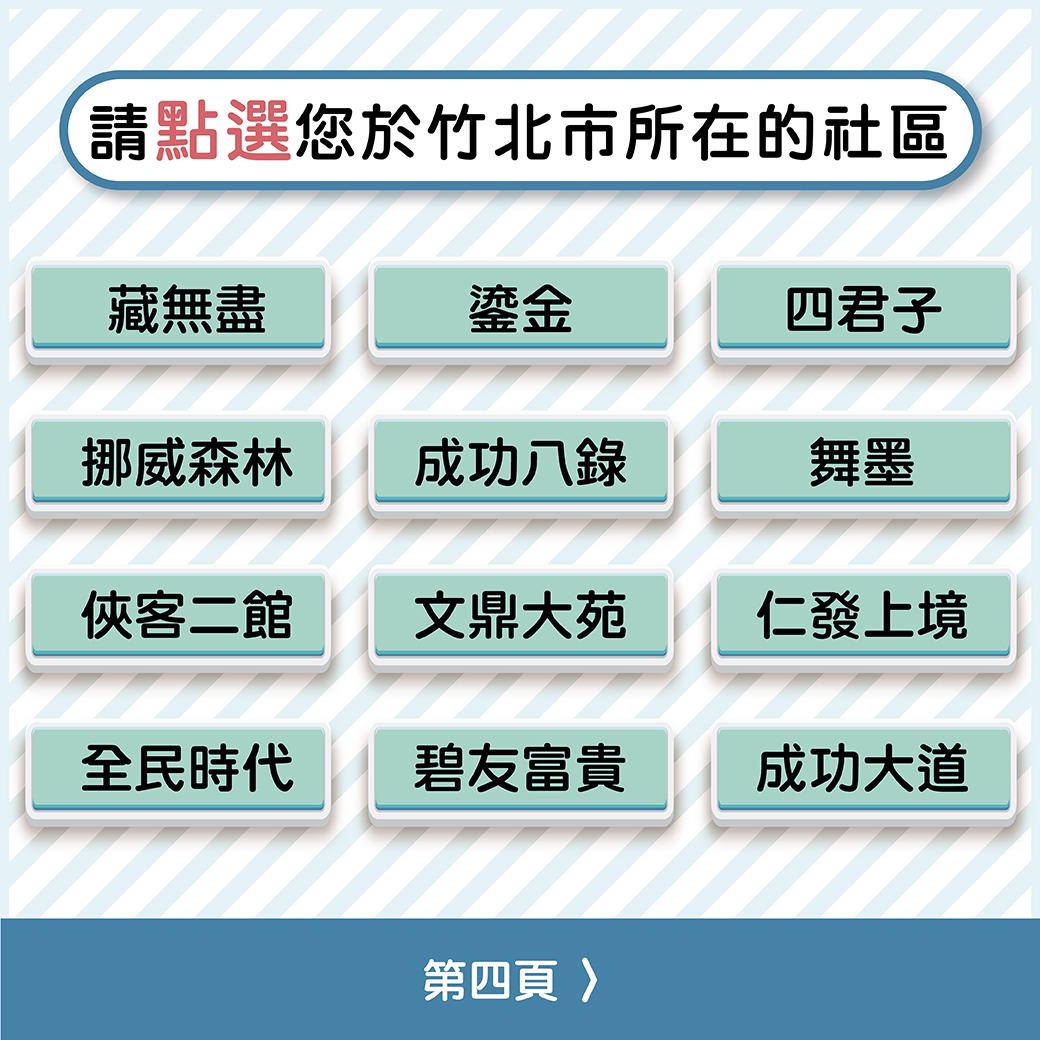 請點選您於竹北市所在的社區
藏無盡
鎏金
四君子
挪威森林
成功八錄
舞墨
俠客二館
文鼎大苑
仁發上境
全民時代
碧友富貴
成功大道
第四頁 〉